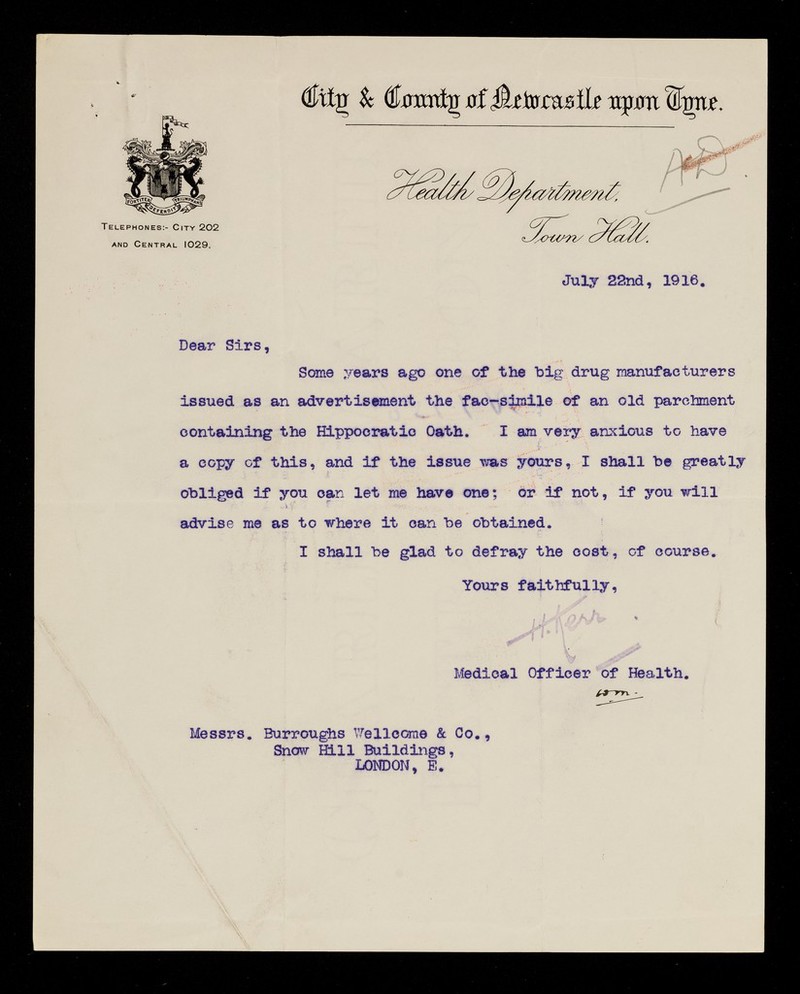 City & County of Newcastle upon Tyne.
Health Department.
Town Hall.
AD
FORTITER DEFENDIT TRIUMPHANS
TELEPHONES:- CITY 202
AND CENTRAL 1029.
July 22nd, 1916.
Dear Sirs,
Some years ago one of the big drug manufacturers
issued as an advertisement the fac-simile of an old parchment
containing the Hippocratic Oath. I am very anxious to have
a copy of this, and if the issue was yours, I shall be greatly
obliged if you can let me have one; or if not, if you will
advise me as to where it can be obtained.
I shall be glad to defray the cost, of course.
Yours faithfully,
H. Kerr
Medical Officer of Health.
Messrs. Burroughs Wellcome & Co.,
Snow Hill Buildings,
LONDON, E.